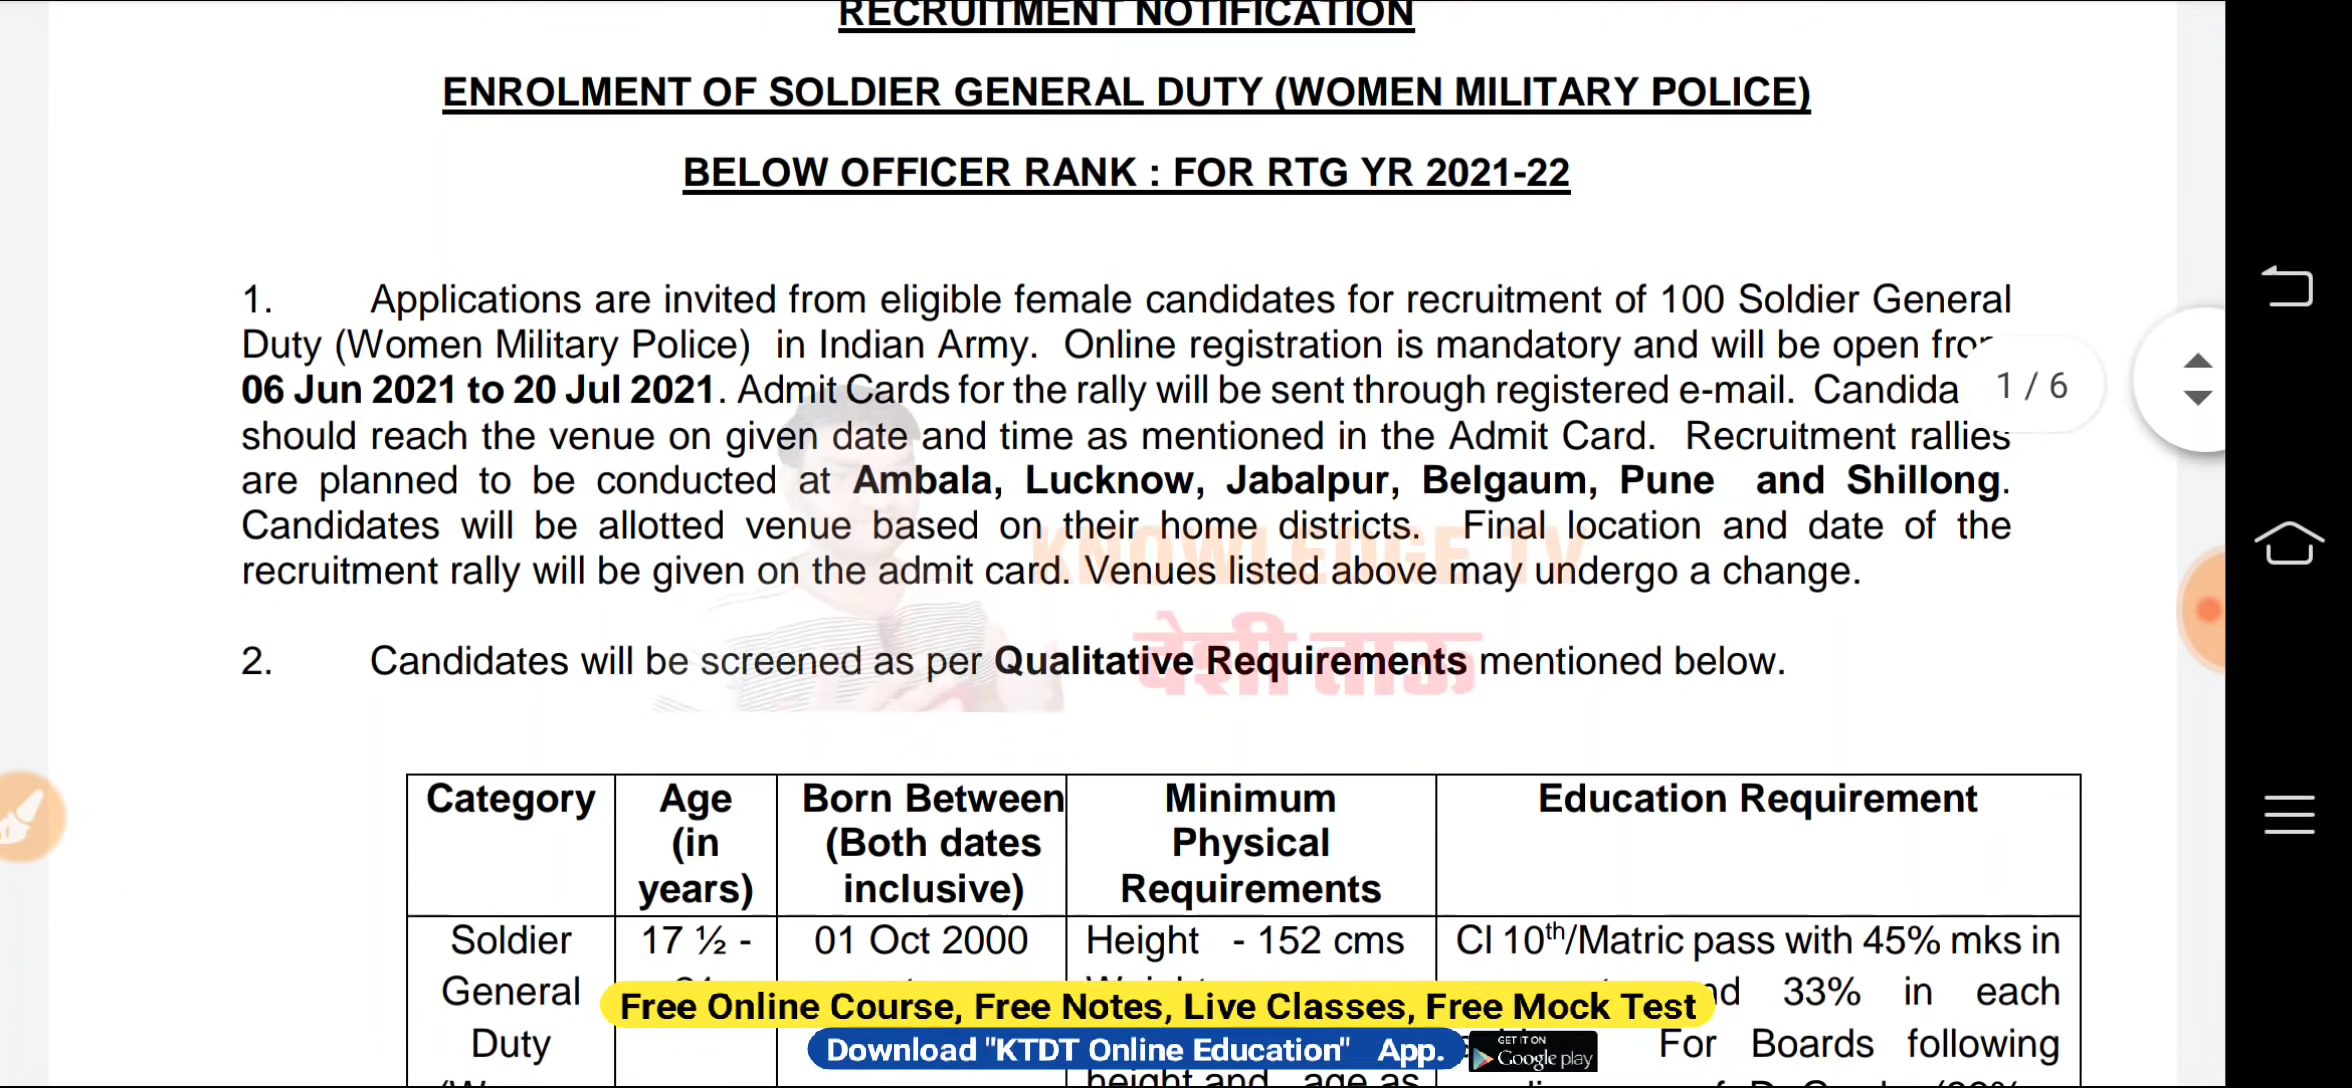 RECRUITMENT NOTIFICATION
ENROLMENT OF SOLDIER GENERAL DUTY (WOMEN MILITARY POLICE)
BELOW OFFICER RANK : FOR RTG YR 2021-22
1. Applications are invited from eligible female candidates for recruitment of 100 Soldier General
Duty (Women Military Police) in Indian Army. Online registration is mandatory and will be open
06 Jun 2021 to 20 Jul 2021. Admit Cards for the rally will be sent through registered e-mail. Candida
1 / 6
should reach the venue on given date and time as mentioned in the Admit Card. Recruitment rallies
are planned to be conducted at Ambala, Lucknow, Jabalpur, Belgaum, Pune and Shillong.
Candidates will be allotted venue based on their home districts. Final location and date of the
recruitment rally will be given on the admit card. Venues listed above may undergo a change.
KNOWLEDGE TV
देशी ताऊ
2. Candidates will be screened as per Qualitative Requirements mentioned below.
Category Age Born Between Minimum Education Requirement
(in (Both dates Physical
years) inclusive) Requirements
Soldier 17 ½ - 01 Oct 2000 Height - 152 cms Cl 10th/Matric pass with 45% mks in
General 33% in each
Free Online Course, Free Notes, Live Classes, Free Mock Test
Duty For Boards following
Download "KTDT Online Education" App.
GET IT ON
Google play
height and age as